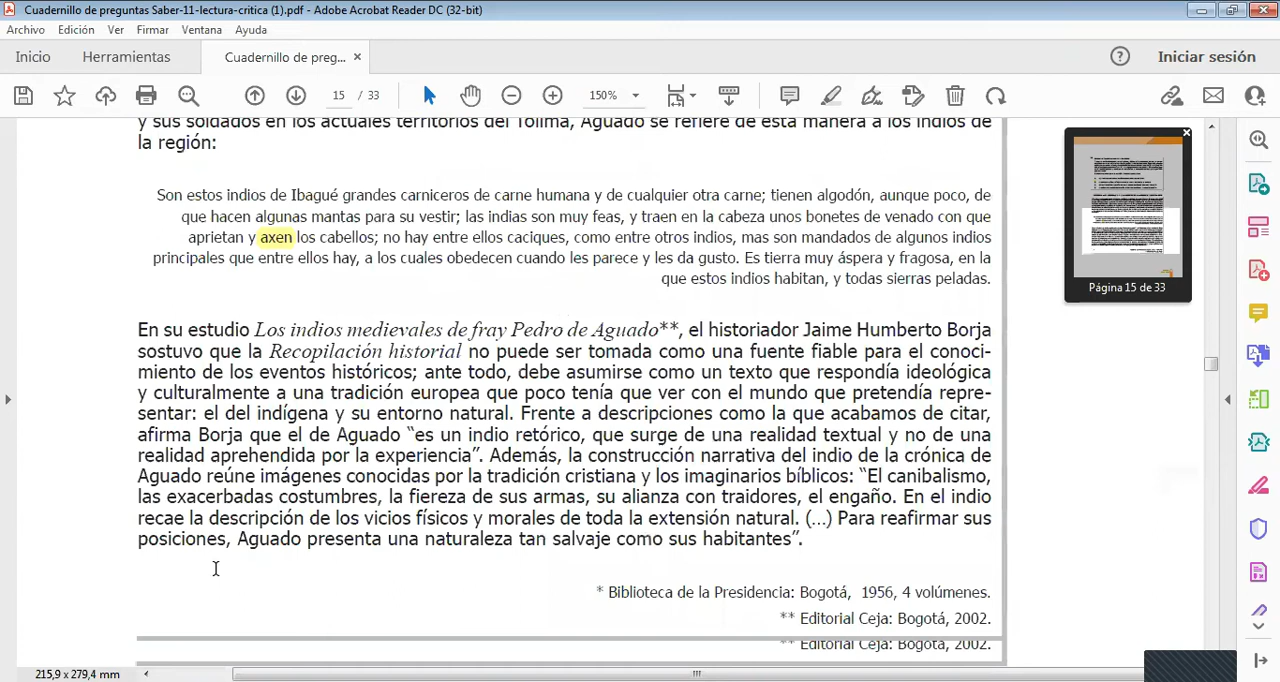 Cuadernillo de preguntas Saber-11-lectura-critica (1).pdf - Adobe Acrobat Reader DC (32-bit)
Archivo Edición Ver Firmar Ventana Ayuda
Inicio Herramientas Cuadernillo de preg... × Iniciar sesión
15 / 33 150%
y sus soldados en los actuales territorios del Tolima, Aguado se refiere de esta manera a los indios de
la región:
Son estos indios de Ibagué grandes carniceros de carne humana y de cualquier otra carne; tienen algodón, aunque poco, de
que hacen algunas mantas para su vestir; las indias son muy feas, y traen en la cabeza unos bonetes de venado con que
aprietan y axen los cabellos; no hay entre ellos caciques, como entre otros indios, mas son mandados de algunos indios
principales que entre ellos hay, a los cuales obedecen cuando les parece y les da gusto. Es tierra muy áspera y fragosa, en la
que estos indios habitan, y todas sierras peladas.
En su estudio Los indios medievales de fray Pedro de Aguado**, el historiador Jaime Humberto Borja
sostuvo que la Recopilación historial no puede ser tomada como una fuente fiable para el conoci-
miento de los eventos históricos; ante todo, debe asumirse como un texto que respondía ideológica
y culturalmente a una tradición europea que poco tenía que ver con el mundo que pretendía repre-
sentar: el del indígena y su entorno natural. Frente a descripciones como la que acabamos de citar,
afirma Borja que el de Aguado “es un indio retórico, que surge de una realidad textual y no de una
realidad aprehendida por la experiencia”. Además, la construcción narrativa del indio de la crónica de
Aguado reúne imágenes conocidas por la tradición cristiana y los imaginarios bíblicos: “El canibalismo,
las exacerbadas costumbres, la fiereza de sus armas, su alianza con traidores, el engaño. En el indio
recae la descripción de los vicios físicos y morales de toda la extensión natural. (...) Para reafirmar sus
posiciones, Aguado presenta una naturaleza tan salvaje como sus habitantes”.
* Biblioteca de la Presidencia: Bogotá, 1956, 4 volúmenes.
** Editorial Ceja: Bogotá, 2002.
** Editorial Ceja: Bogotá, 2002.
Página 15 de 33
215,9 x 279,4 mm